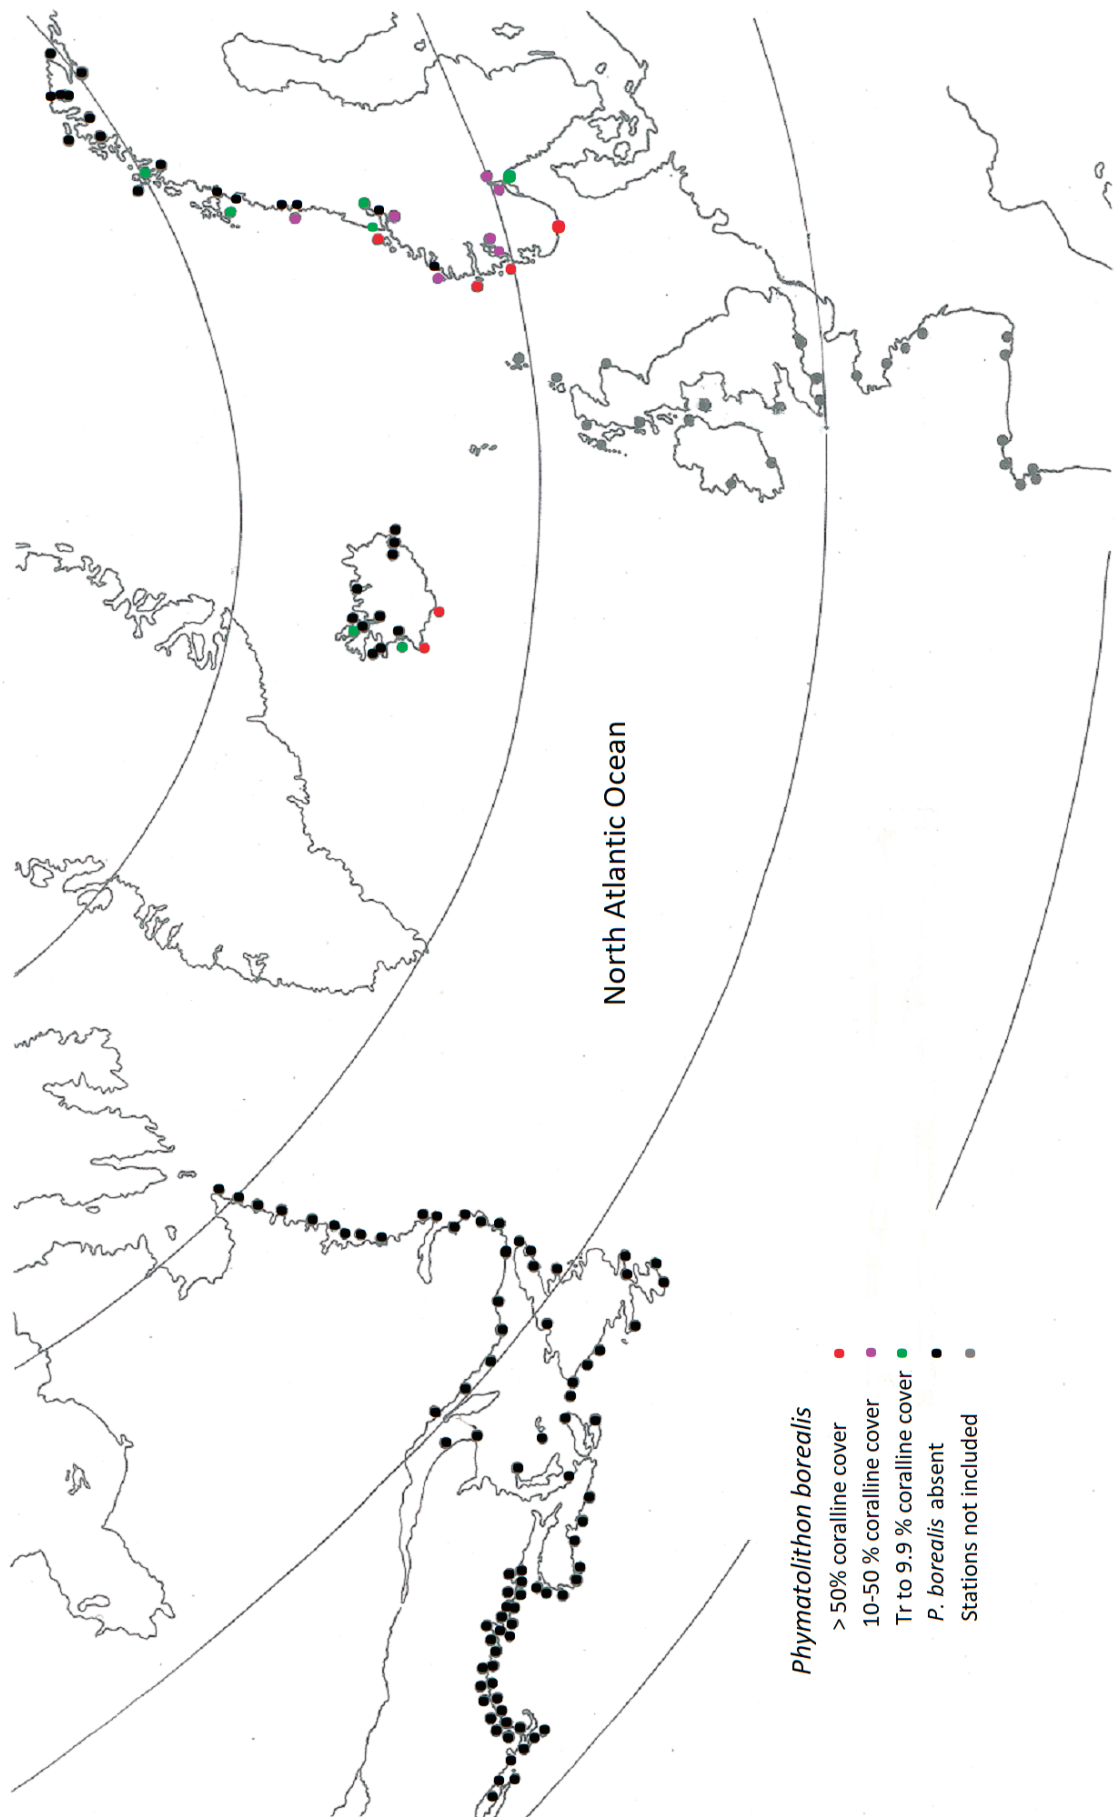 North Atlantic Ocean
Phymatolithon borealis
> 50% coralline cover
10-50 % coralline cover
Tr to 9.9 % coralline cover
P. borealis absent
Stations not included